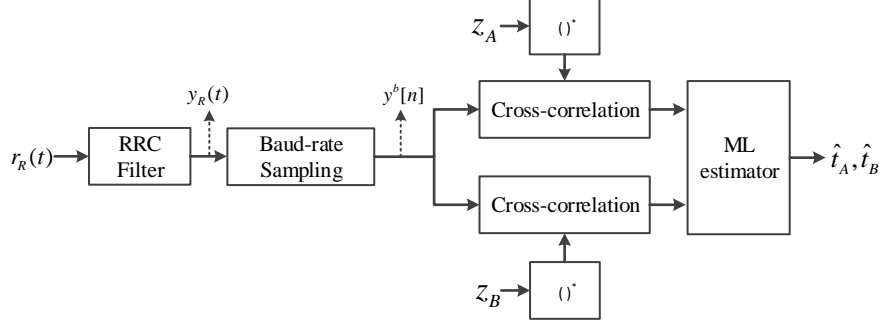 z_A
( )*
y_R(t)
y^b[n]
r_R(t)
RRC
Filter
Baud-rate
Sampling
Cross-correlation
Cross-correlation
ML
estimator
t̂_A, t̂_B
z_B
( )*